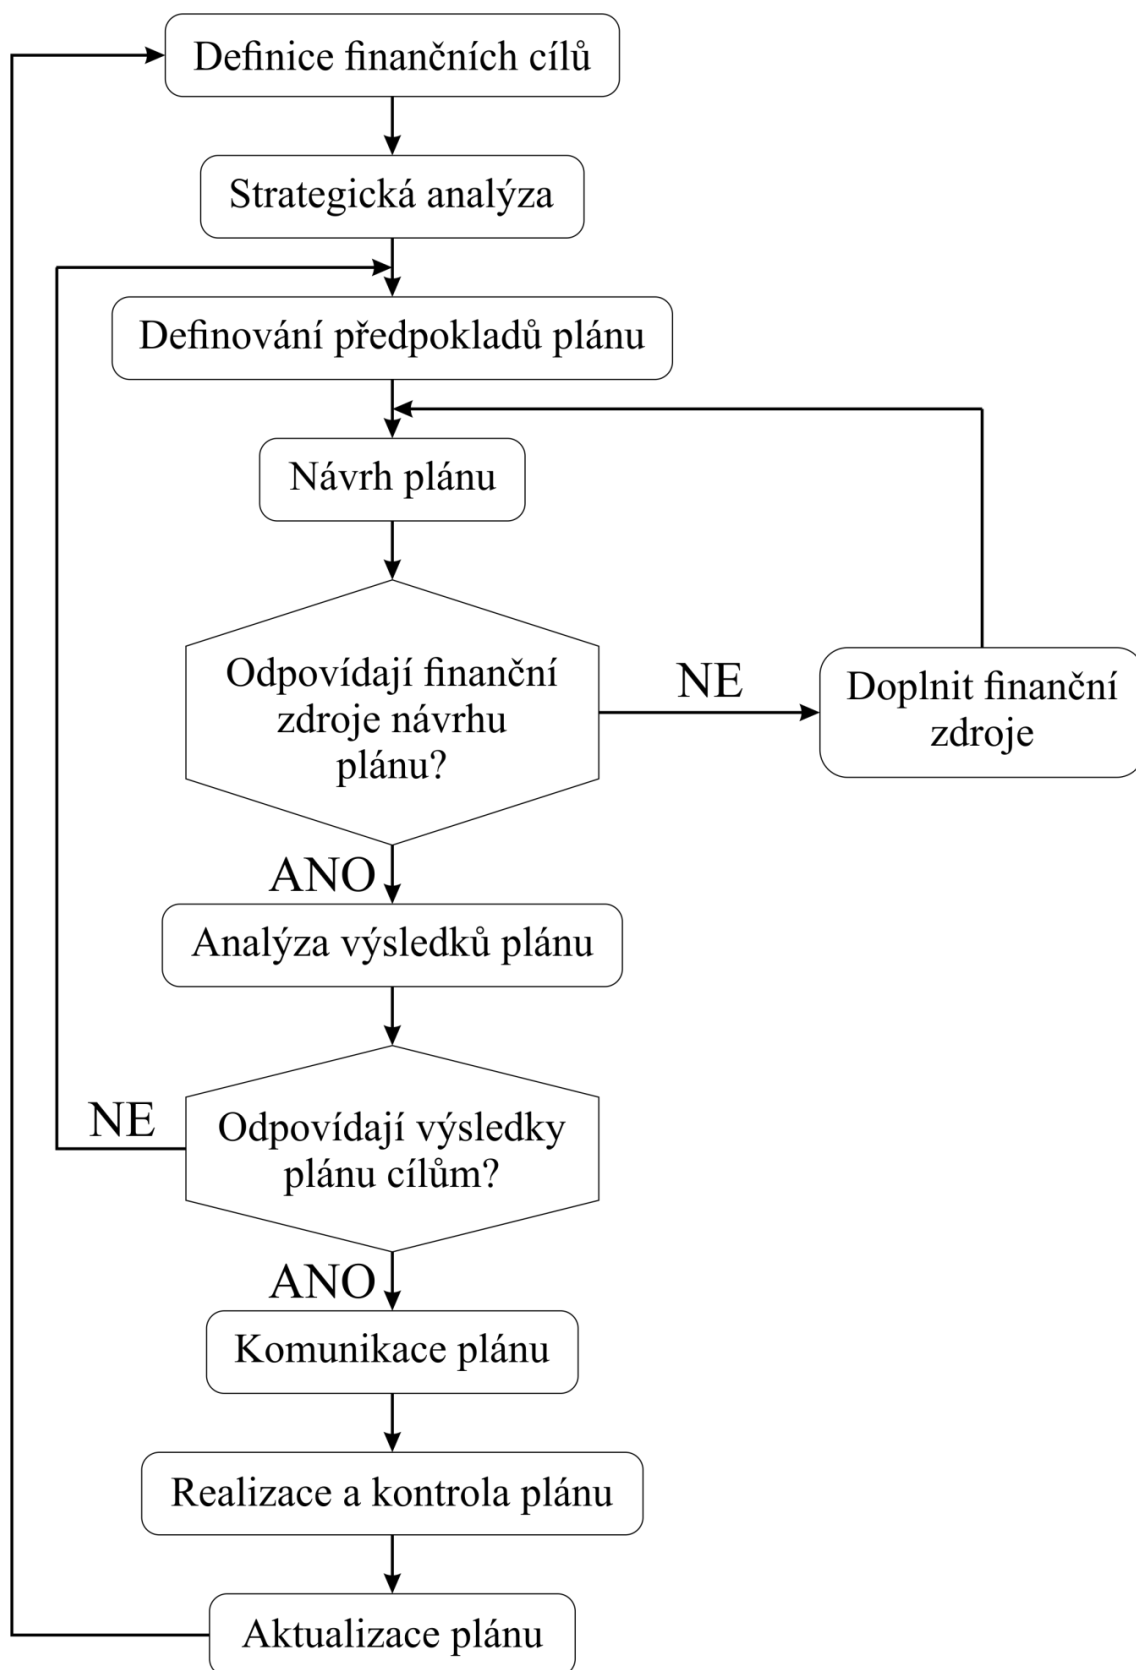 Definice finančních cílů
Strategická analýza
Definování předpokladů plánu
Návrh plánu
Odpovídají finanční
zdroje návrhu
plánu?
NE
Doplnit finanční
zdroje
ANO
Analýza výsledků plánu
NE
Odpovídají výsledky
plánu cílům?
ANO
Komunikace plánu
Realizace a kontrola plánu
Aktualizace plánu